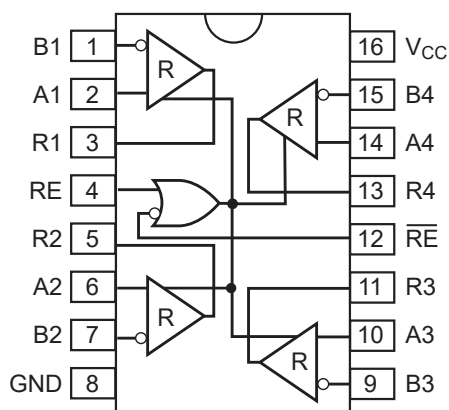 B1 1 16 VCC
R
A1 2 15 B4
R
R1 3 14 A4
RE 4 13 R4
R2 5 12 R̅E̅
A2 6 11 R3
R
B2 7 10 A3
R
GND 8 9 B3